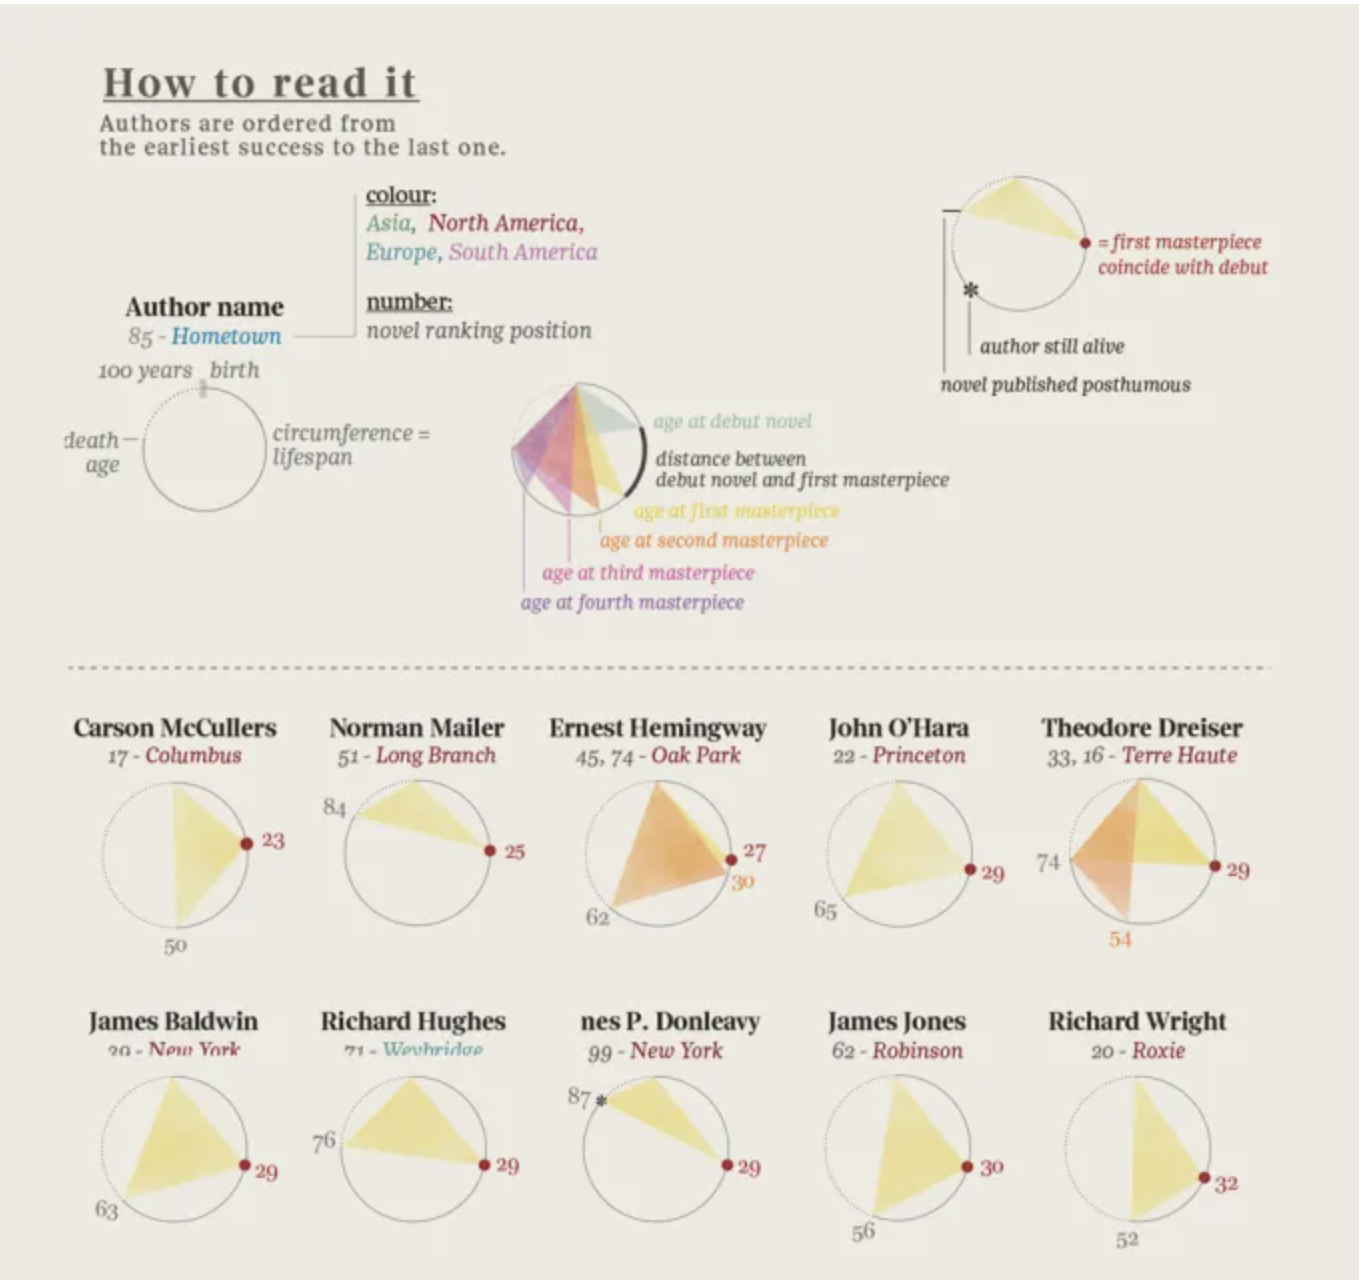 How to read it
Authors are ordered from
the earliest success to the last one.
colour:
Asia, North America,
Europe, South America
number:
novel ranking position
Author name
85 - Hometown
100 years birth
death
age
circumference =
lifespan
= first masterpiece
coincide with debut
author still alive
novel published posthumous
age at debut novel
distance between
debut novel and first masterpiece
age at first masterpiece
age at second masterpiece
age at third masterpiece
age at fourth masterpiece
Carson McCullers
17 - Columbus
23
50
Norman Mailer
51 - Long Branch
84
25
Ernest Hemingway
45, 74 - Oak Park
27
30
62
John O'Hara
22 - Princeton
29
65
Theodore Dreiser
33, 16 - Terre Haute
74
29
54
James Baldwin
- New York
29
63
Richard Hughes
71 - Weybridge
76
29
nes P. Donleavy
99 - New York
87*
29
James Jones
62 - Robinson
30
56
Richard Wright
20 - Roxie
32
52